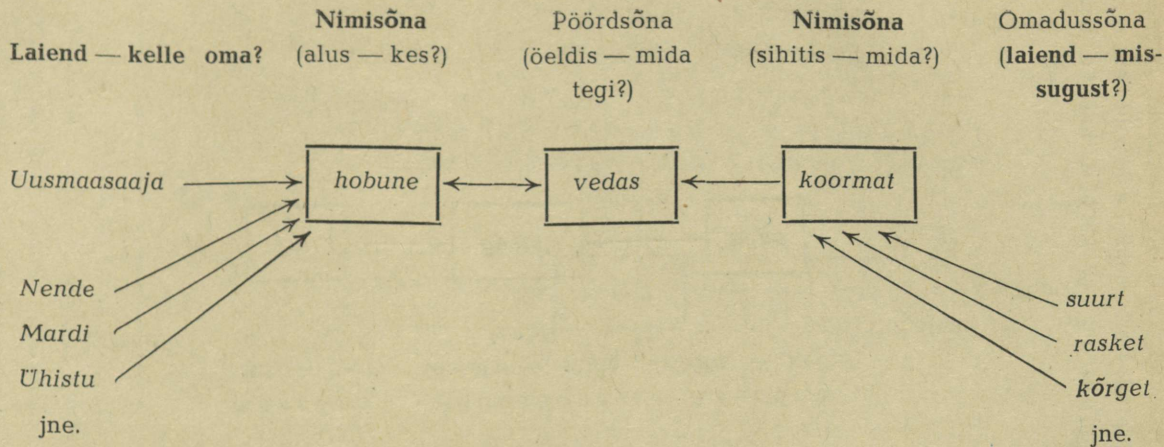 Nimisõna Pöördsõna Nimisõna Omadussõna
Laiend — kelle oma? (alus — kes?) (öeldis — mida (sihitis — mida?) (laiend — mis-
tegi?) sugust?)
Uusmaasaaja hobune vedas koormat
Nende suurt
Mardi rasket
Ühistu kõrget
jne. jne.